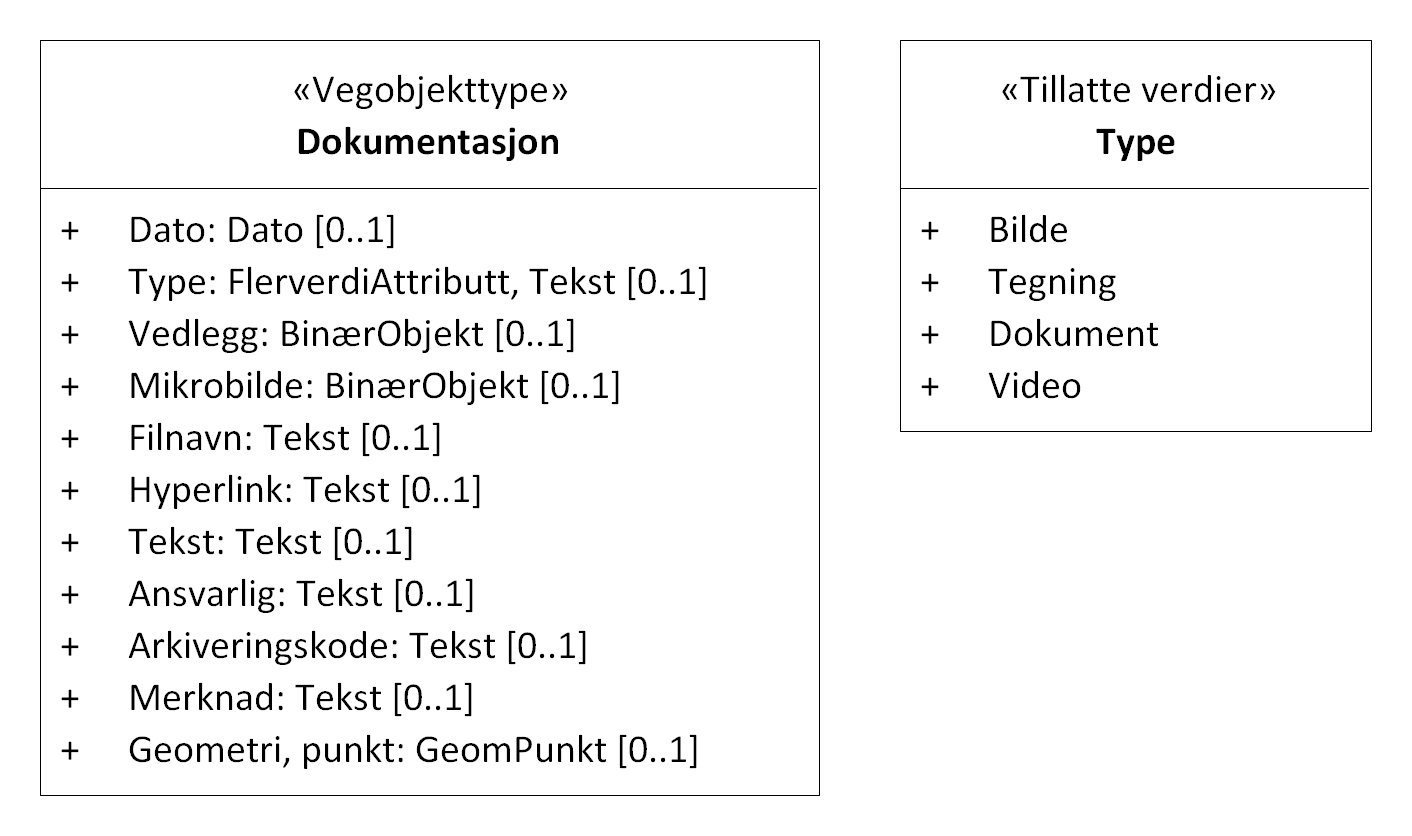 «Vegobjekttype»
Dokumentasjon
+ Dato: Dato [0..1]
+ Type: FlerverdiAttributt, Tekst [0..1]
+ Vedlegg: BinærObjekt [0..1]
+ Mikrobilde: BinærObjekt [0..1]
+ Filnavn: Tekst [0..1]
+ Hyperlink: Tekst [0..1]
+ Tekst: Tekst [0..1]
+ Ansvarlig: Tekst [0..1]
+ Arkiveringskode: Tekst [0..1]
+ Merknad: Tekst [0..1]
+ Geometri, punkt: GeomPunkt [0..1]
«Tillatte verdier»
Type
+ Bilde
+ Tegning
+ Dokument
+ Video